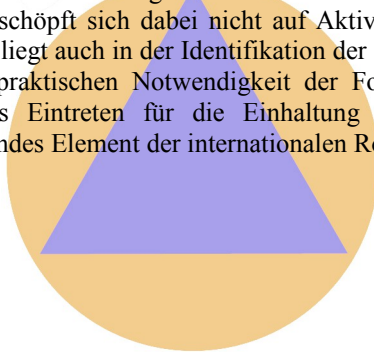 schöpft sich dabei nicht auf Aktiv
liegt auch in der Identifikation der
praktischen Notwendigkeit der Fo
s Eintreten für die Einhaltung
ndes Element der internationalen R